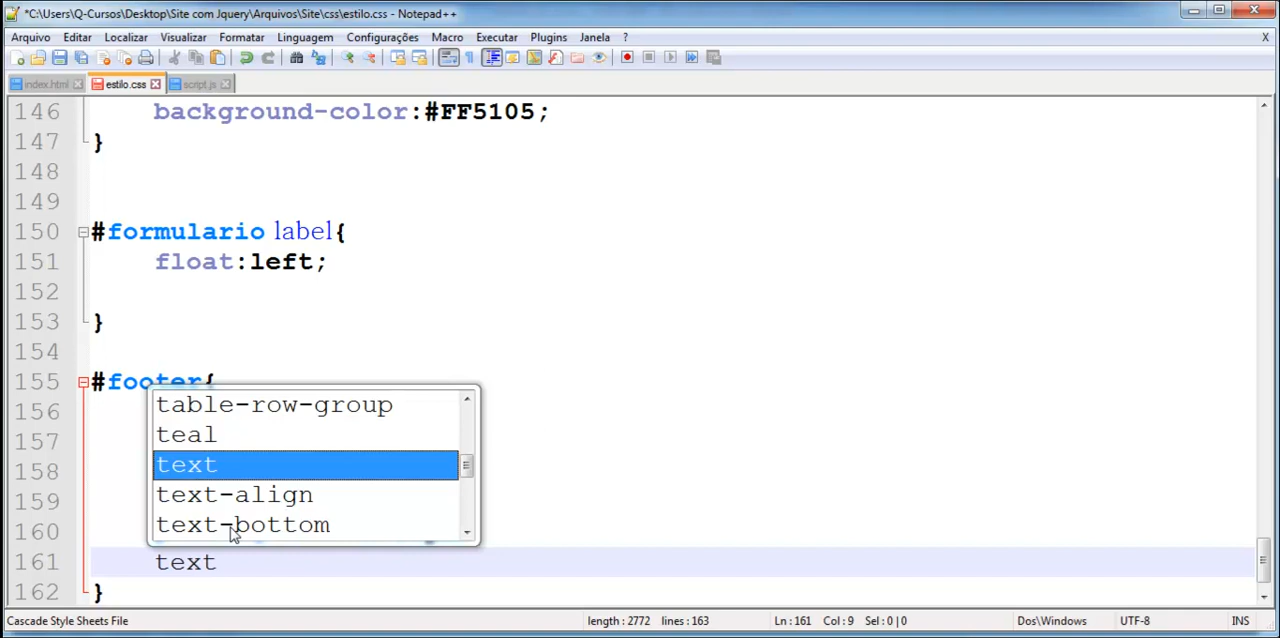 *C:\Users\Q-Cursos\Desktop\Site com Jquery\Arquivos\Site\css\estilo.css - Notepad++
X
Arquivo Editar Localizar Visualizar Formatar Linguagem Configurações Macro Executar Plugins Janela ?
index.html estilo.css script.js
146 background-color:#FF5105;
147 }
148
149
150 #formulario label{
151 float:left;
152
153 }
154
155 #footer{
156 table-row-group
157 teal
158 text
159 text-align
160 text-bottom
161 text
162 }
Cascade Style Sheets File length : 2772 lines : 163 Ln : 161 Col : 9 Sel : 0 | 0 Dos\Windows UTF-8 INS